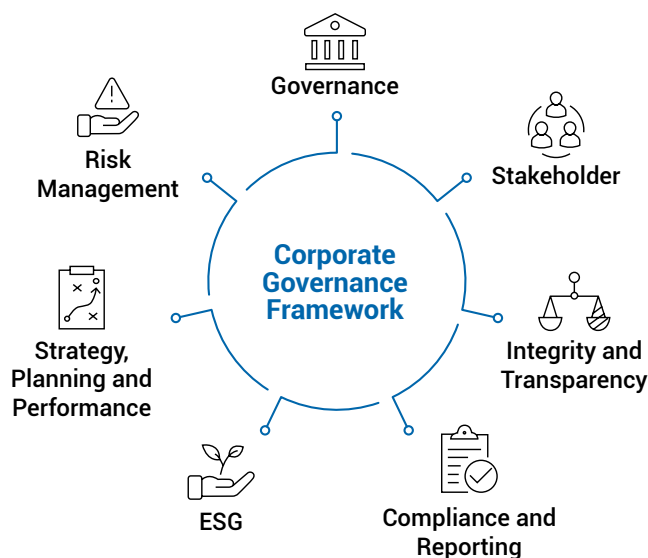 Governance
Stakeholder
Integrity and
Transparency
Compliance and
Reporting
ESG
Strategy,
Planning and
Performance
Risk
Management
Corporate
Governance
Framework